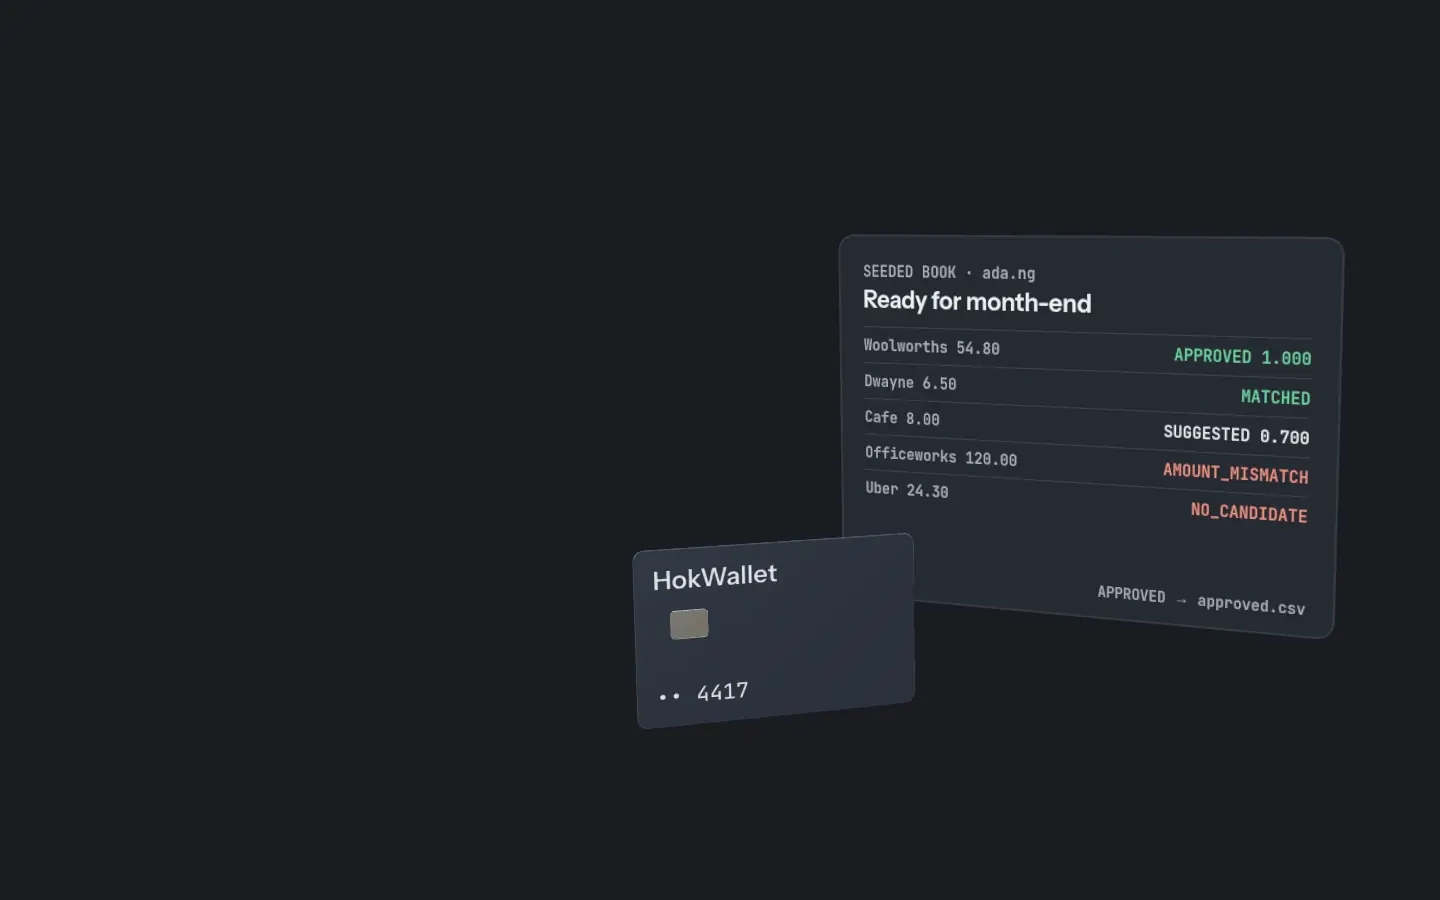 SEEDED BOOK · ada.ng
Ready for month-end
Woolworths 54.80 APPROVED 1.000
Dwayne 6.50 MATCHED
Cafe 8.00 SUGGESTED 0.700
Officeworks 120.00 AMOUNT_MISMATCH
Uber 24.30 NO_CANDIDATE
APPROVED → approved.csv
HokWallet
•• 4417